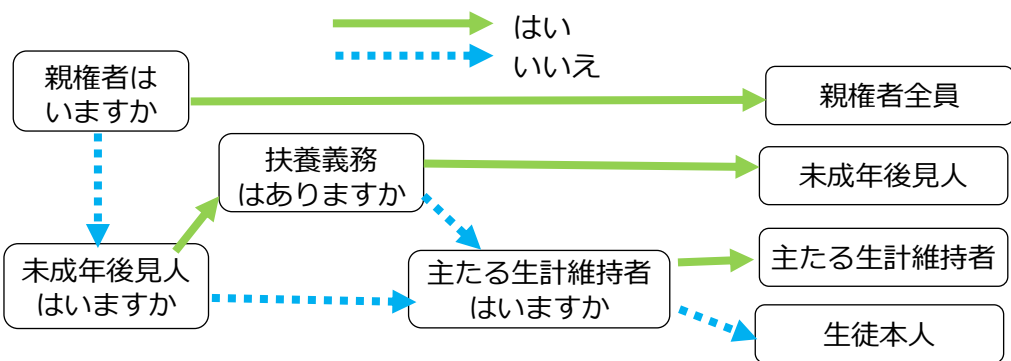 はい
いいえ
親権者は
いますか
親権者全員
扶養義務
はありますか
未成年後見人
未成年後見人
はいますか
主たる生計維持者
はいますか
主たる生計維持者
生徒本人